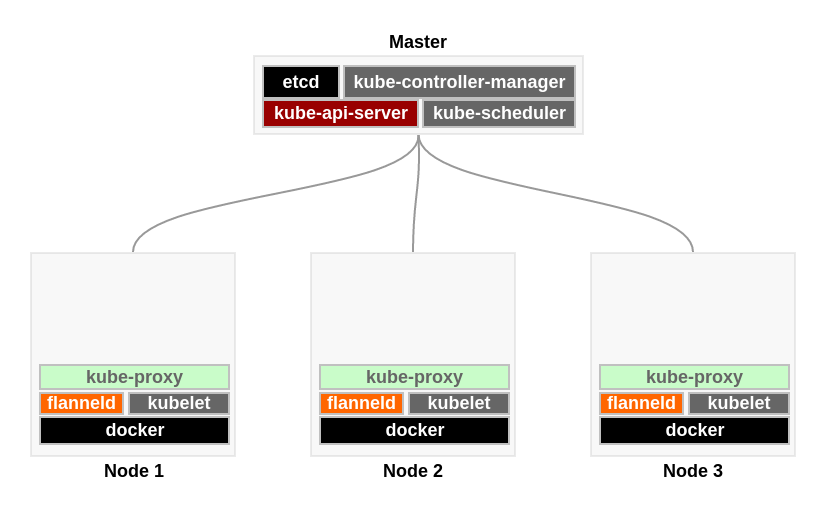 Master
etcd kube-controller-manager
kube-api-server kube-scheduler
kube-proxy
flanneld kubelet
docker
Node 1
kube-proxy
flanneld kubelet
docker
Node 2
kube-proxy
flanneld kubelet
docker
Node 3